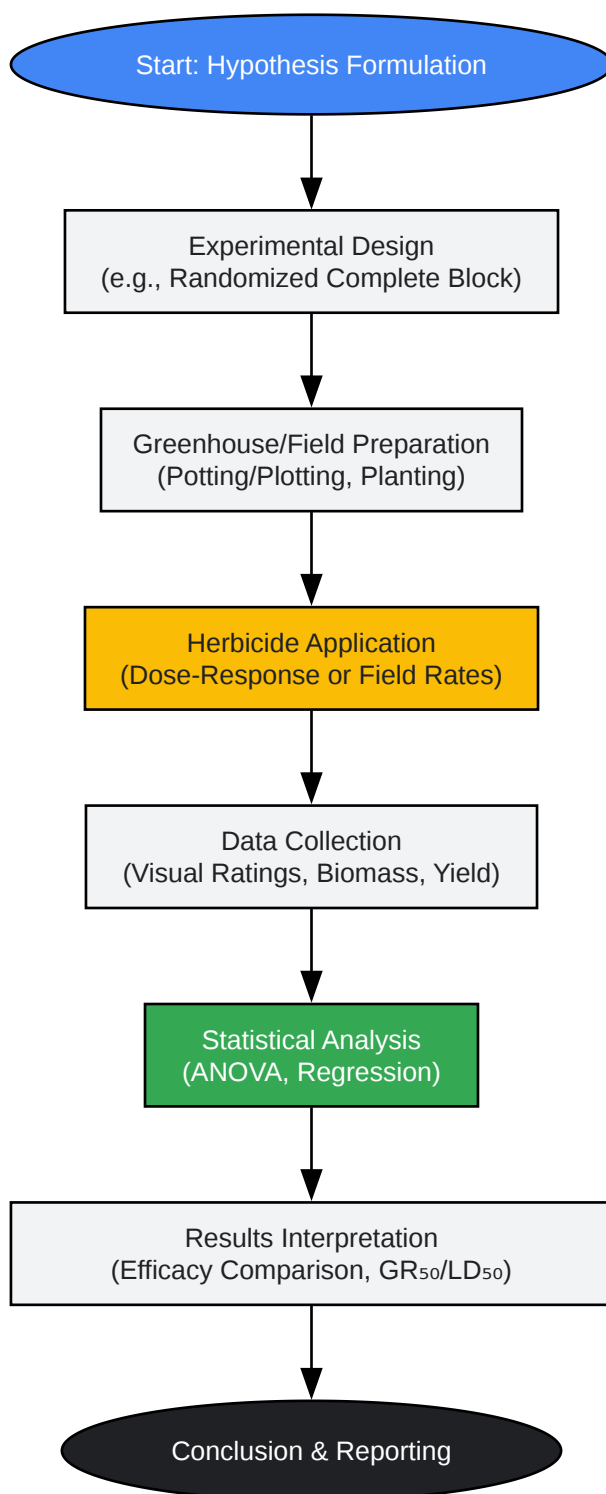 Start: Hypothesis Formulation
Experimental Design
(e.g., Randomized Complete Block)
Greenhouse/Field Preparation
(Potting/Plotting, Planting)
Herbicide Application
(Dose-Response or Field Rates)
Data Collection
(Visual Ratings, Biomass, Yield)
Statistical Analysis
(ANOVA, Regression)
Results Interpretation
(Efficacy Comparison, GR₅₀/LD₅₀)
Conclusion & Reporting